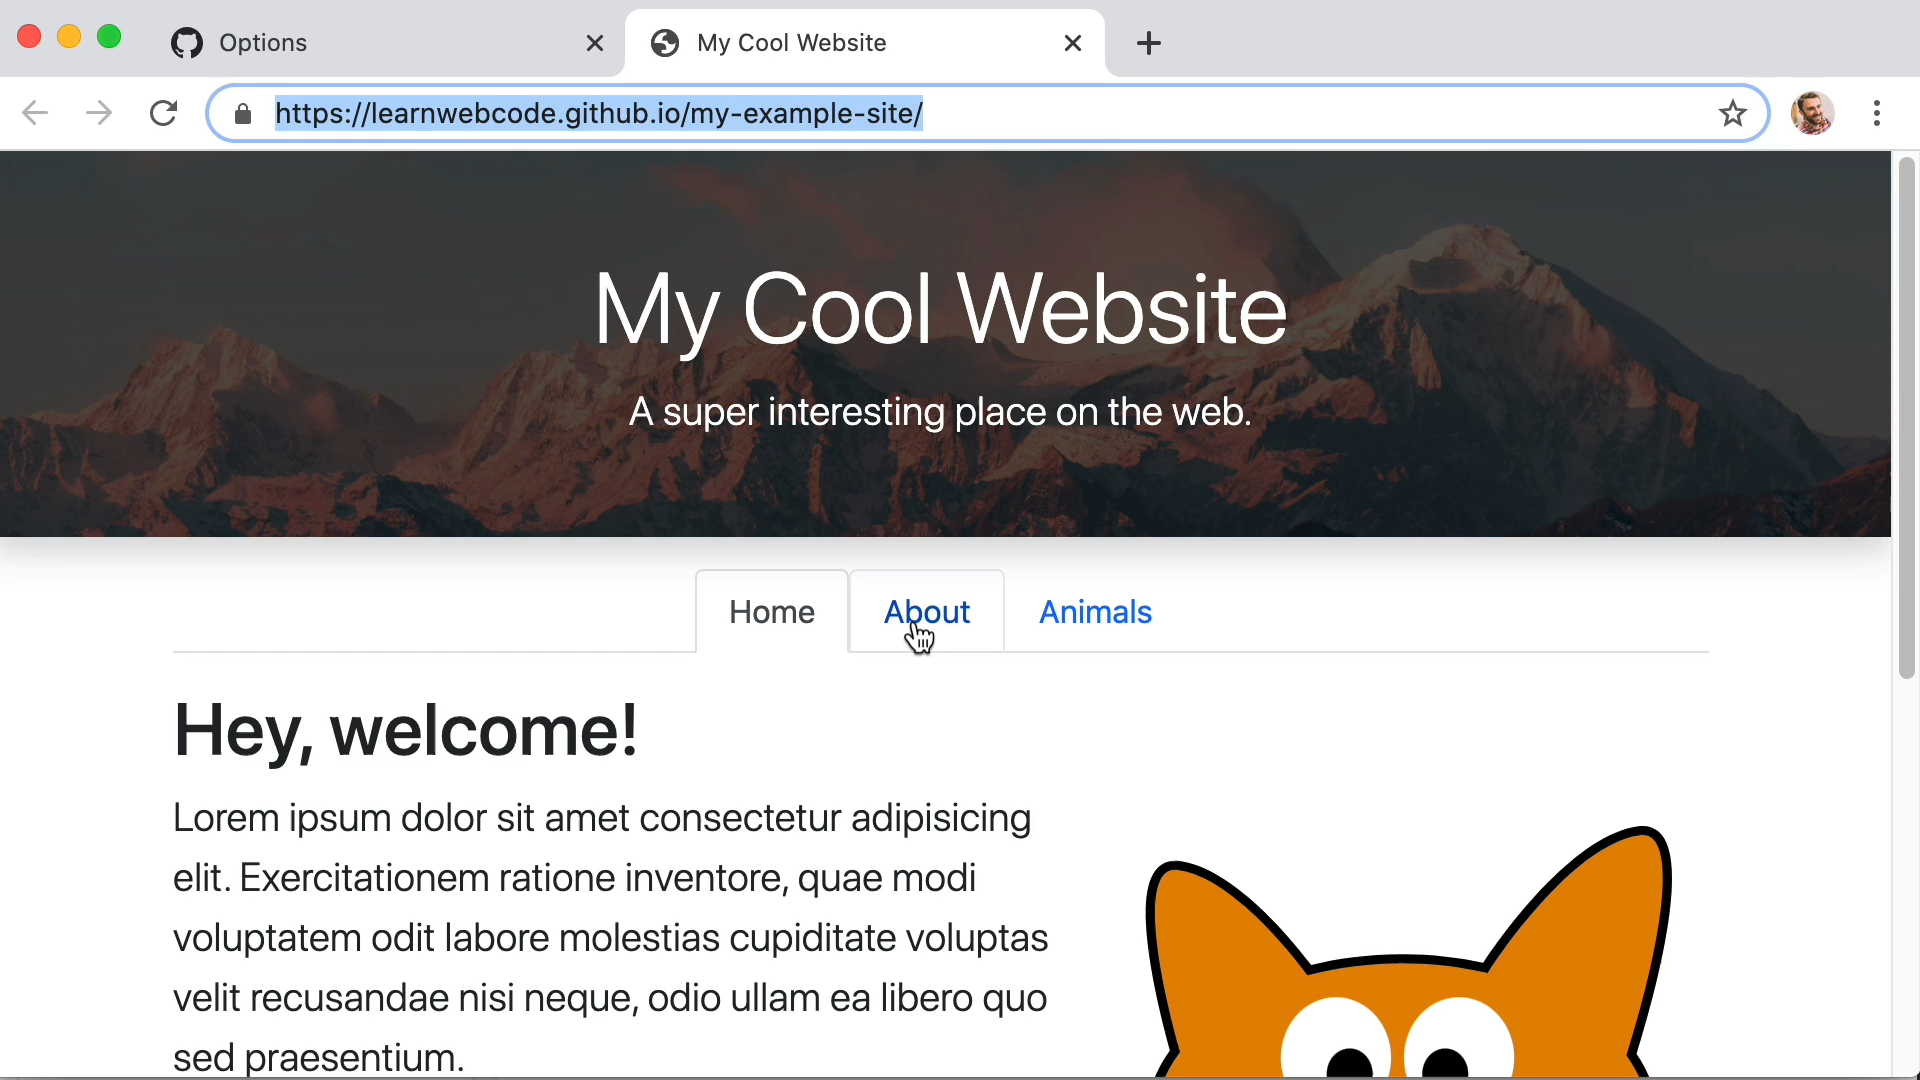 Options
My Cool Website
https://learnwebcode.github.io/my-example-site/
My Cool Website
A super interesting place on the web.
Home
About
Animals
Hey, welcome!
Lorem ipsum dolor sit amet consectetur adipisicing
elit. Exercitationem ratione inventore, quae modi
voluptatem odit labore molestias cupiditate voluptas
velit recusandae nisi neque, odio ullam ea libero quo
sed praesentium.